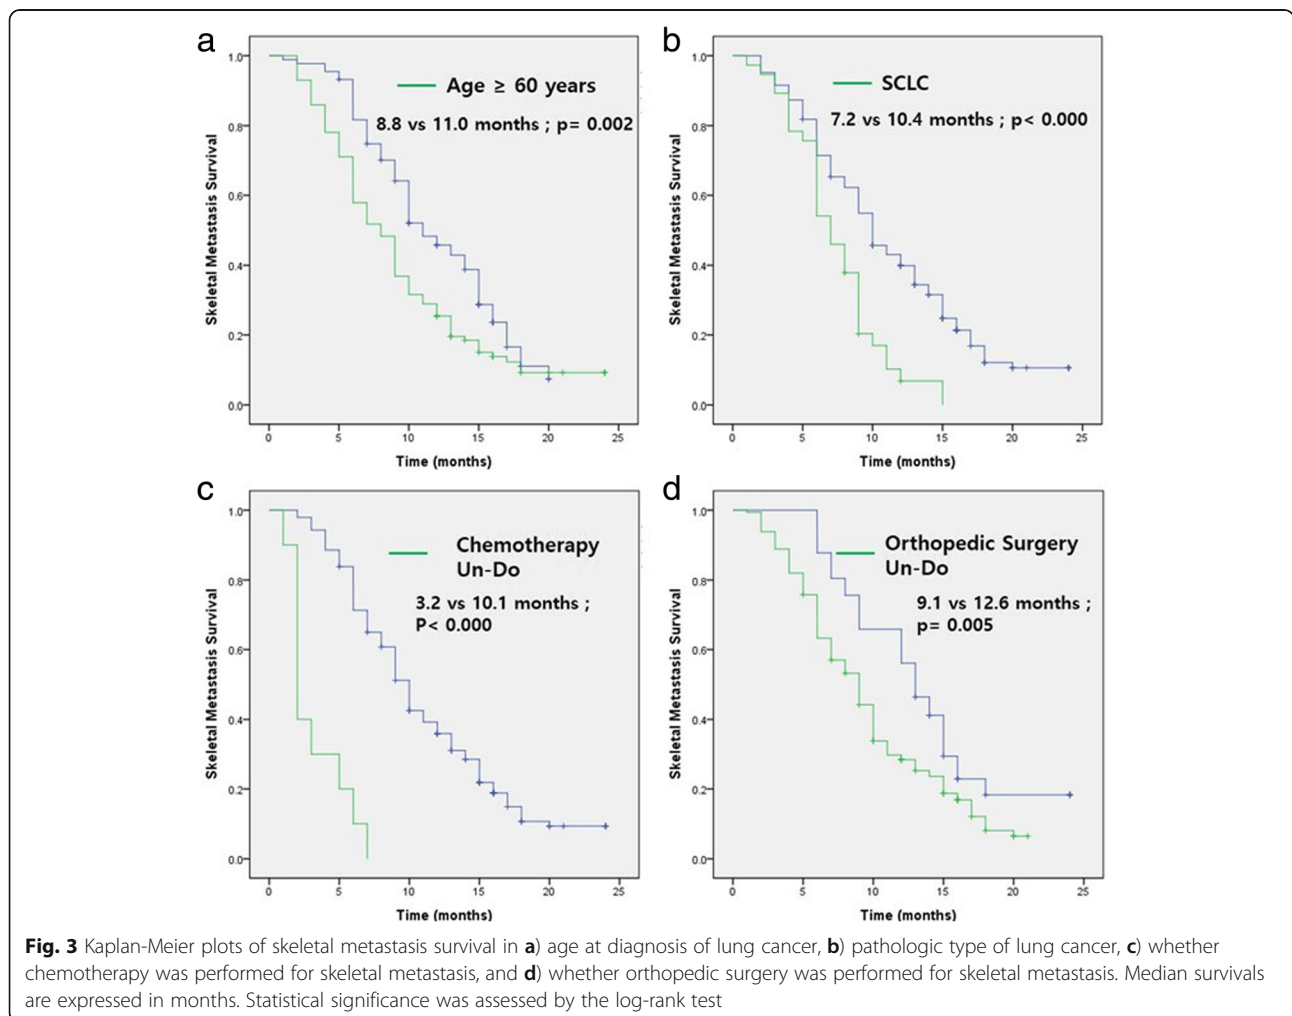 a
1.0
0.8
0.6
0.4
0.2
0.0
Skeletal Metastasis Survival
Age ≥ 60 years
8.8 vs 11.0 months ; p= 0.002
0 5 10 15 20 25
Time (months)
b
1.0
0.8
0.6
0.4
0.2
0.0
Skeletal Metastasis Survival
SCLC
7.2 vs 10.4 months ; p< 0.000
0 5 10 15 20 25
Time (months)
c
1.0
0.8
0.6
0.4
0.2
0.0
Skeletal Metastasis Survival
Chemotherapy
Un-Do
3.2 vs 10.1 months ;
P< 0.000
0 5 10 15 20 25
Time (months)
d
1.0
0.8
0.6
0.4
0.2
0.0
Skeletal Metastasis Survival
Orthopedic Surgery
Un-Do
9.1 vs 12.6 months ;
p= 0.005
0 5 10 15 20 25
Time (months)
Fig. 3 Kaplan-Meier plots of skeletal metastasis survival in a) age at diagnosis of lung cancer, b) pathologic type of lung cancer, c) whether
chemotherapy was performed for skeletal metastasis, and d) whether orthopedic surgery was performed for skeletal metastasis. Median survivals
are expressed in months. Statistical significance was assessed by the log-rank test